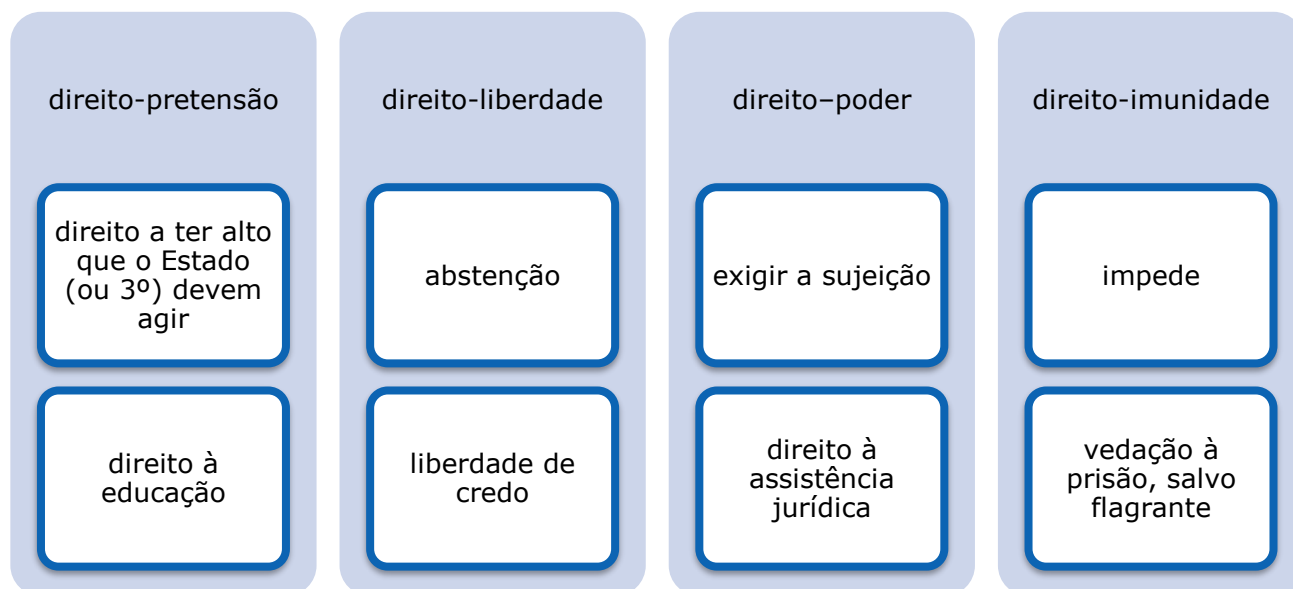 direito-pretensão
direito a ter alto
que o Estado
(ou 3º) devem
agir
direito à
educação
direito-liberdade
abstenção
liberdade de
credo
direito–poder
exigir a sujeição
direito à
assistência
jurídica
direito-imunidade
impede
vedação à
prisão, salvo
flagrante